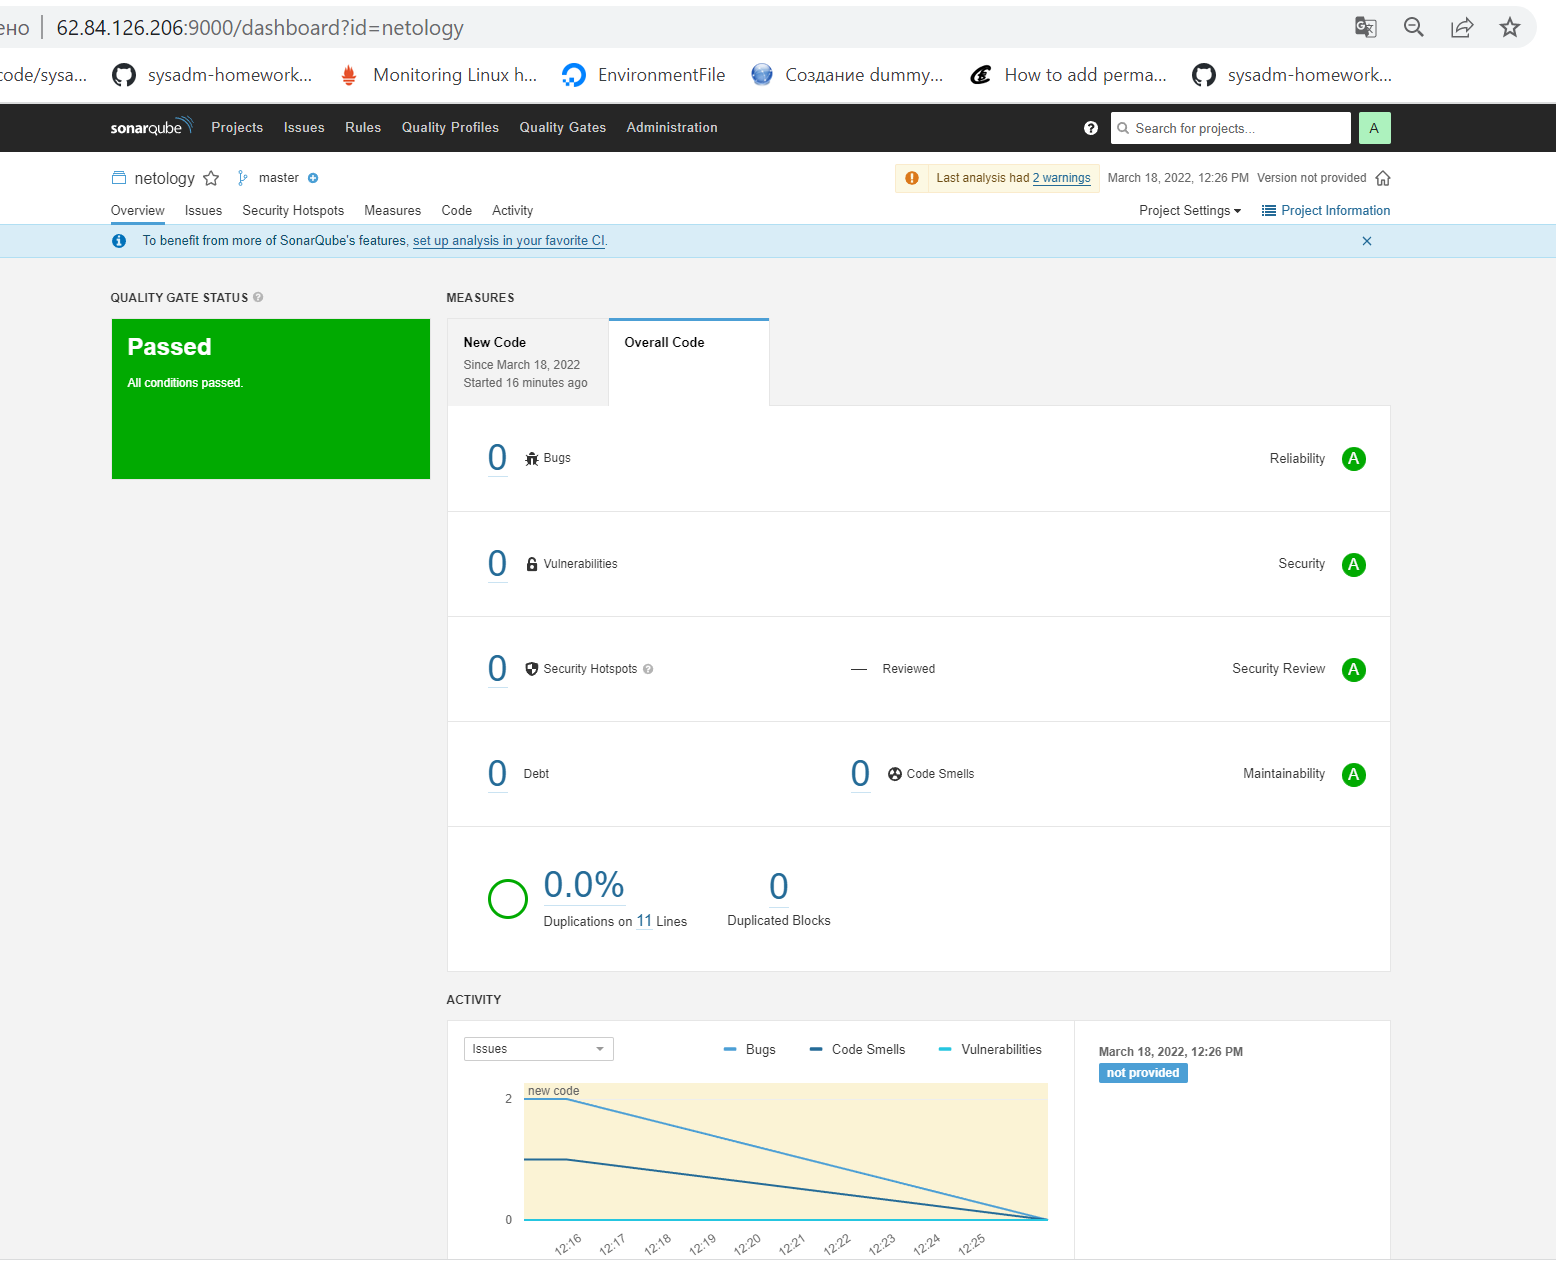 ено 62.84.126.206:9000/dashboard?id=netology
code/sysa... sysadm-homework... Monitoring Linux h... EnvironmentFile Создание dummy... How to add perma... sysadm-homework...
sonarqube Projects Issues Rules Quality Profiles Quality Gates Administration ? Search for projects... A
netology master Last analysis had 2 warnings March 18, 2022, 12:26 PM Version not provided
Overview Issues Security Hotspots Measures Code Activity Project Settings Project Information
To benefit from more of SonarQube's features, set up analysis in your favorite CI.
QUALITY GATE STATUS ?
Passed
All conditions passed.
MEASURES
New Code
Since March 18, 2022
Started 16 minutes ago
Overall Code
0 Bugs Reliability A
0 Vulnerabilities Security A
0 Security Hotspots ? — Reviewed Security Review A
0 Debt 0 Code Smells Maintainability A
0.0% 0
Duplications on 11 Lines Duplicated Blocks
ACTIVITY
Issues Bugs Code Smells Vulnerabilities
new code
2
0
12:16 12:17 12:18 12:19 12:20 12:21 12:22 12:23 12:24 12:25
March 18, 2022, 12:26 PM
not provided